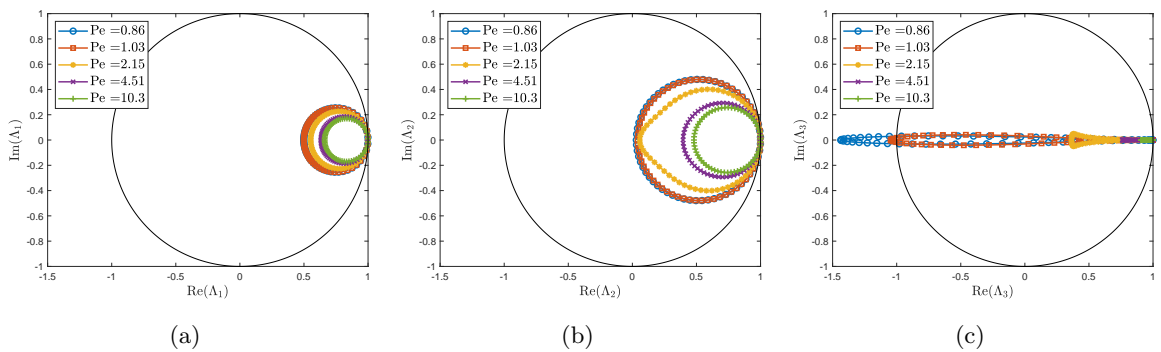 Pe =0.86
Pe =1.03
Pe =2.15
Pe =4.51
Pe =10.3
1
0.8
0.6
0.4
0.2
0
-0.2
-0.4
-0.6
-0.8
-1
Im(Λ1)
-1.5 -1 -0.5 0 0.5 1
Re(Λ1)
(a)
Pe =0.86
Pe =1.03
Pe =2.15
Pe =4.51
Pe =10.3
1
0.8
0.6
0.4
0.2
0
-0.2
-0.4
-0.6
-0.8
-1
Im(Λ2)
-1.5 -1 -0.5 0 0.5 1
Re(Λ2)
(b)
Pe =0.86
Pe =1.03
Pe =2.15
Pe =4.51
Pe =10.3
1
0.8
0.6
0.4
0.2
0
-0.2
-0.4
-0.6
-0.8
-1
Im(Λ3)
-1.5 -1 -0.5 0 0.5 1
Re(Λ3)
(c)